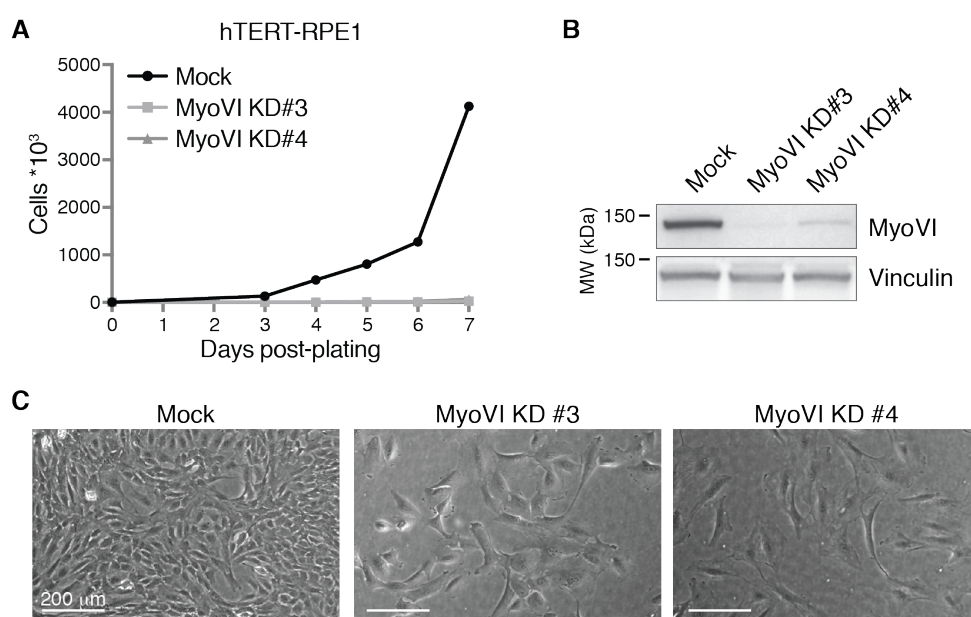 A
hTERT-RPE1
5000
4000
3000
2000
1000
0
Cells *10³
Mock
MyoVI KD#3
MyoVI KD#4
0 1 2 3 4 5 6 7
Days post-plating
B
Mock
MyoVI KD#3
MyoVI KD#4
MW (kDa)
150
MyoVI
150
Vinculin
C
Mock
MyoVI KD #3
MyoVI KD #4
200 µm